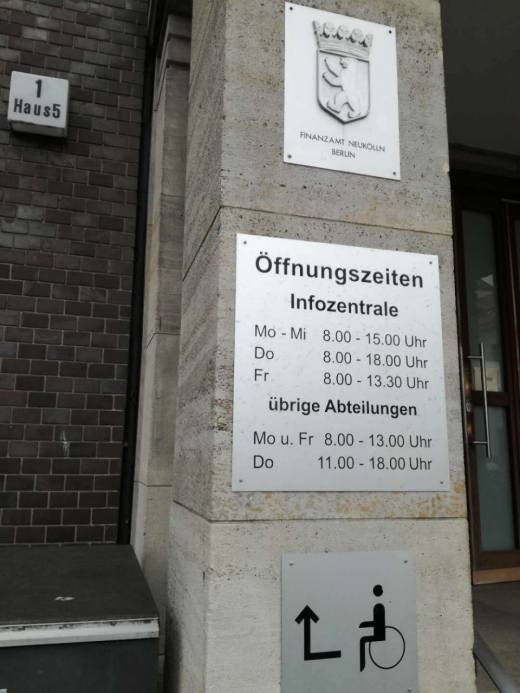 1
Haus5
FINANZAMT NEUKÖLLN
BERLIN
Öffnungszeiten
Infozentrale
Mo - Mi 8.00 - 15.00 Uhr
Do 8.00 - 18.00 Uhr
Fr 8.00 - 13.30 Uhr
übrige Abteilungen
Mo u. Fr 8.00 - 13.00 Uhr
Do 11.00 - 18.00 Uhr